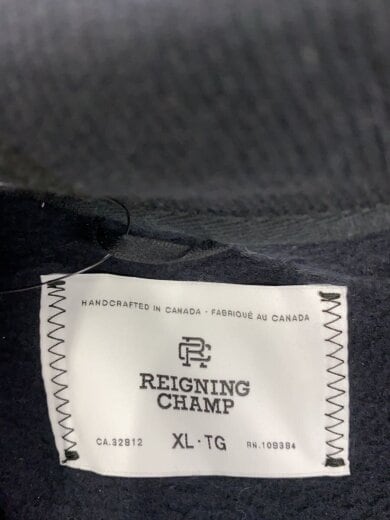 HANDCRAFTED IN CANADA · FABRIQUÉ AU CANADA
RC
REIGNING
CHAMP
CA.32912 XL·TG RN.109384